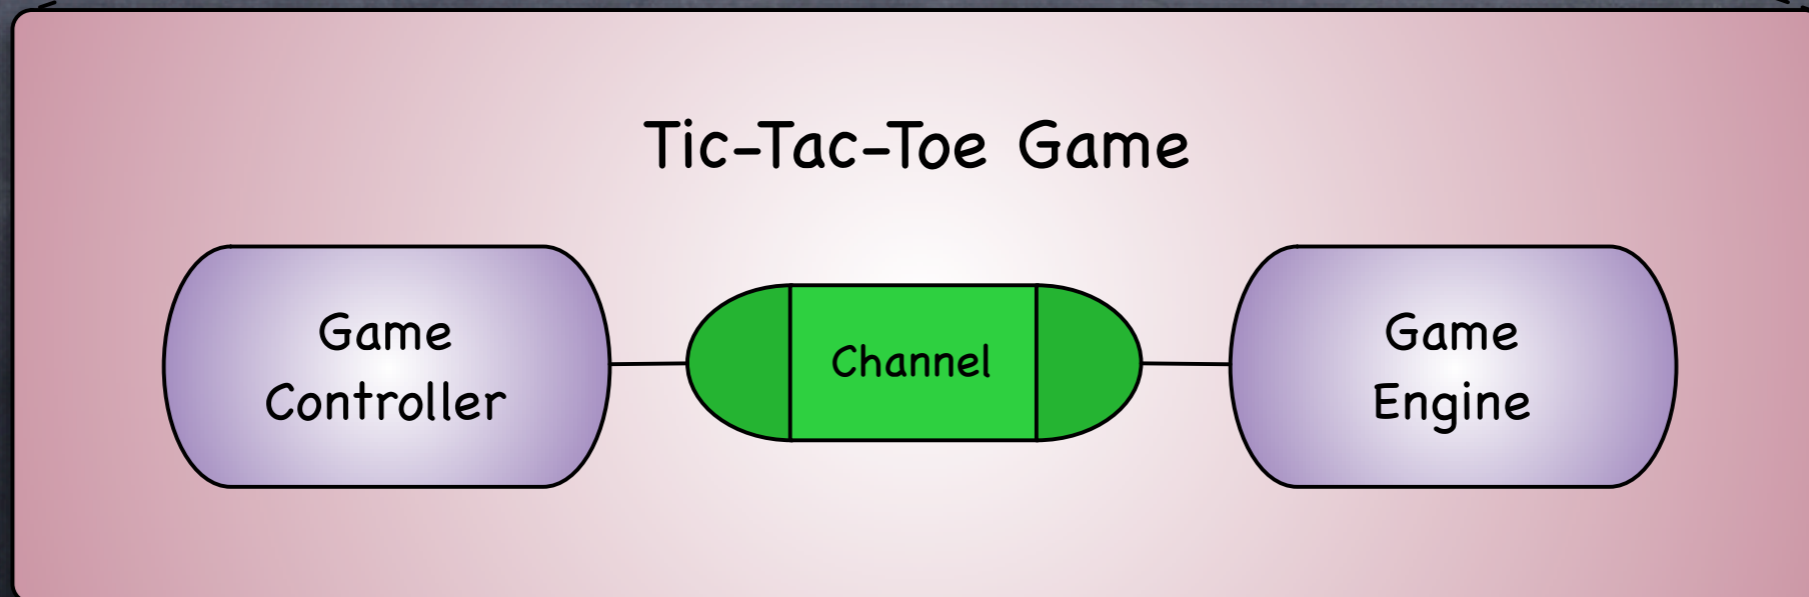 Tic-Tac-Toe Game
Game
Controller
Channel
Game
Engine